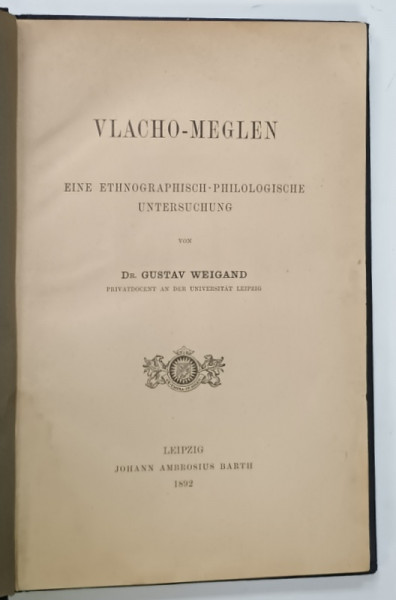 VLACHO-MEGLEN
EINE ETHNOGRAPHISCH-PHILOLOGISCHE
UNTERSUCHUNG
VON
DR. GUSTAV WEIGAND
PRIVATDOCENT AN DER UNIVERSITÄT LEIPZIG.
LEIPZIG
JOHANN AMBROSIUS BARTH
1892